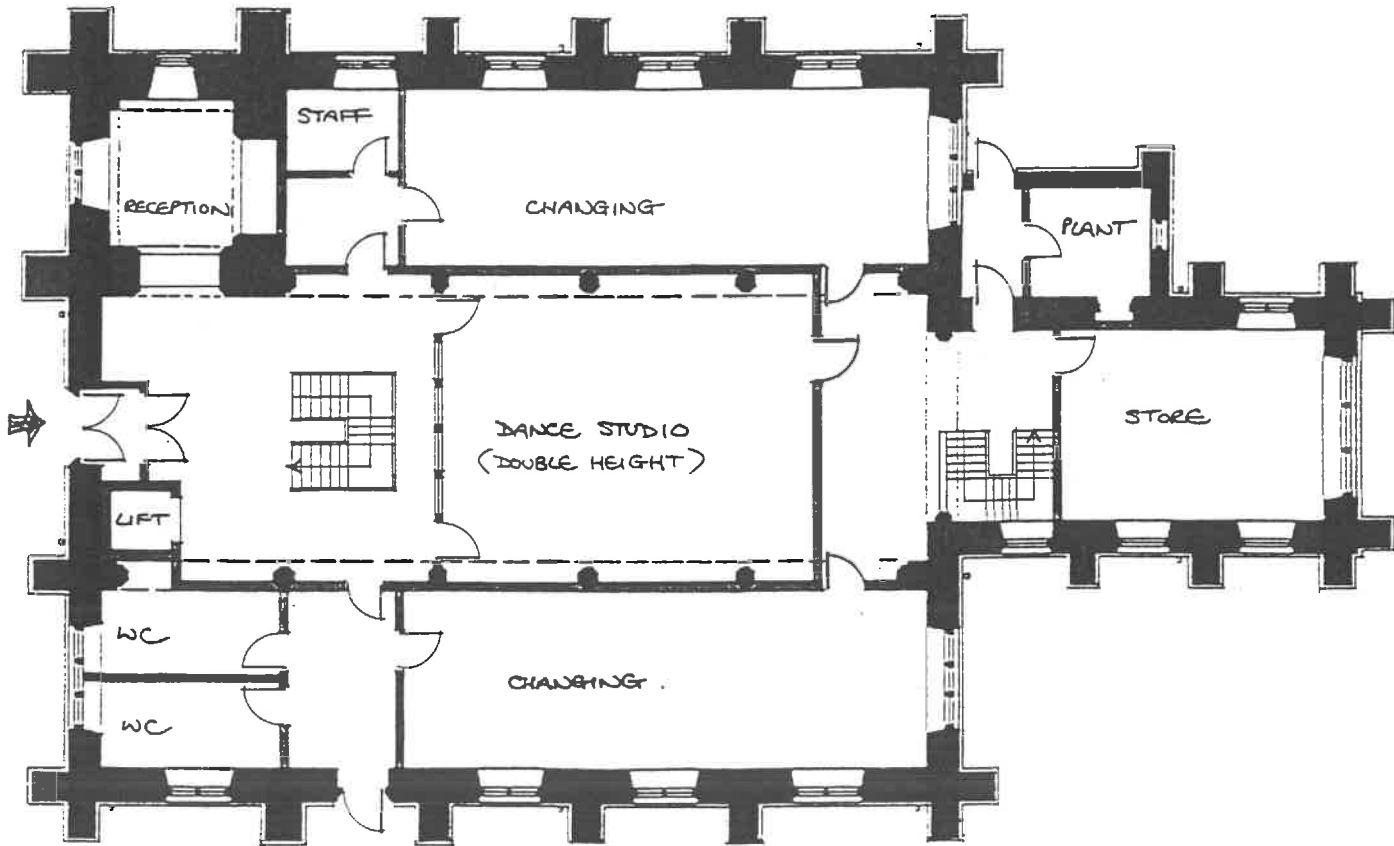 STAFF
RECEPTION
CHANGING
PLANT
STORE
DANCE STUDIO
(DOUBLE HEIGHT)
LIFT
WC
CHANGING
WC